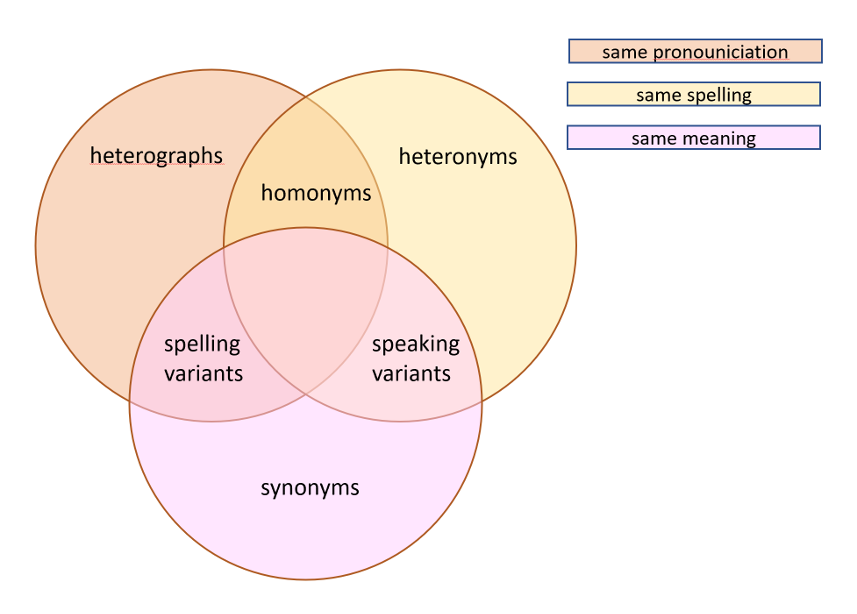 same pronouniciation
same spelling
same meaning
heterographs
heteronyms
homonyms
spelling
variants
speaking
variants
synonyms